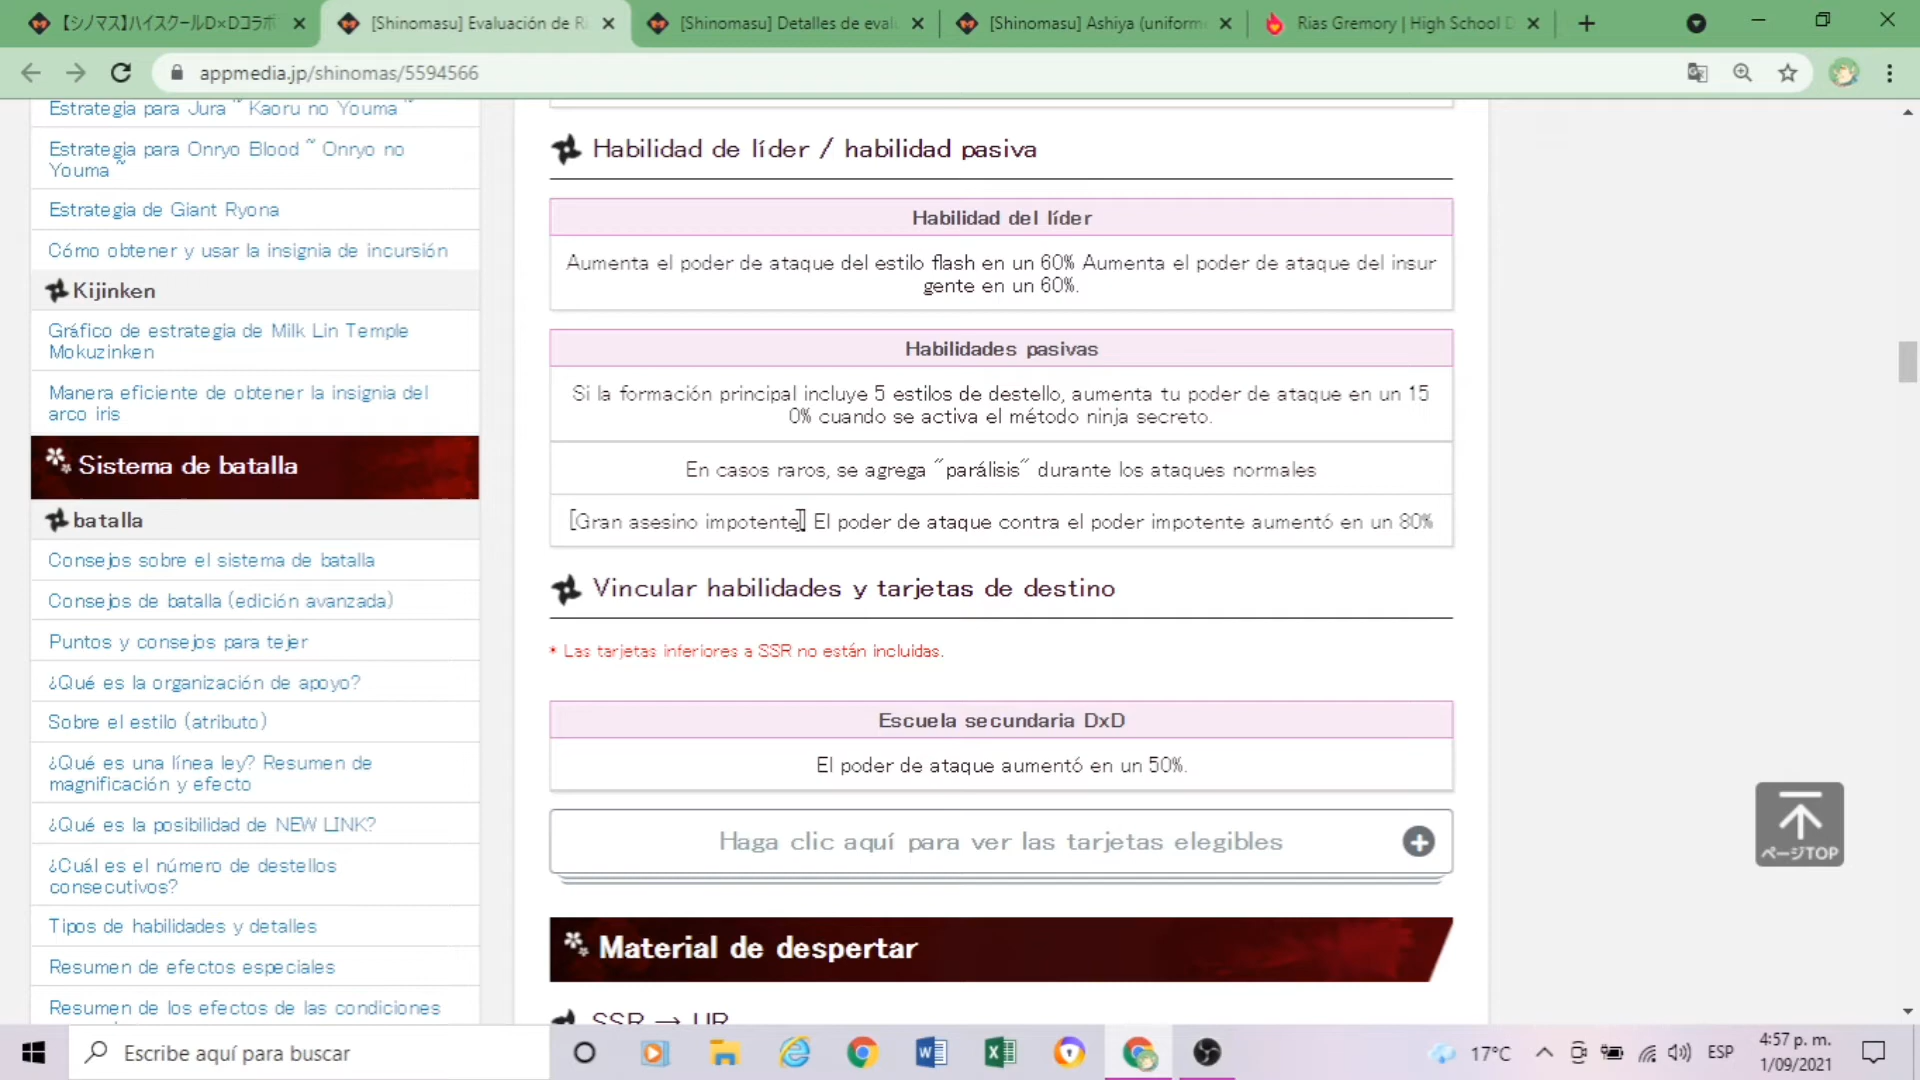 【シノマス】ハイスクールD×Dコラボ
[Shinomasu] Evaluación de R
[Shinomasu] Detalles de eval
[Shinomasu] Ashiya (uniform
Rias Gremory | High School D
appmedia.jp/shinomas/5594566
Estrategia para Jura ~ Kaoru no Youma ~
Estrategia para Onryo Blood ~ Onryo no
Youma ~
Estrategia de Giant Ryona
Cómo obtener y usar la insignia de incursión
Kijinken
Gráfico de estrategia de Milk Lin Temple
Mokuzinken
Manera eficiente de obtener la insignia del
arco iris
Sistema de batalla
batalla
Consejos sobre el sistema de batalla
Consejos de batalla (edición avanzada)
Puntos y consejos para tejer
¿Qué es la organización de apoyo?
Sobre el estilo (atributo)
¿Qué es una línea ley? Resumen de
magnificación y efecto
¿Qué es la posibilidad de NEW LINK?
¿Cuál es el número de destellos
consecutivos?
Tipos de habilidades y detalles
Resumen de efectos especiales
Resumen de los efectos de las condiciones
Habilidad de líder / habilidad pasiva
Habilidad del líder
Aumenta el poder de ataque del estilo flash en un 60% Aumenta el poder de ataque del insur
gente en un 60%.
Habilidades pasivas
Si la formación principal incluye 5 estilos de destello, aumenta tu poder de ataque en un 15
0% cuando se activa el método ninja secreto.
En casos raros, se agrega "parálisis" durante los ataques normales
[Gran asesino impotente] El poder de ataque contra el poder impotente aumentó en un 80%
Vincular habilidades y tarjetas de destino
* Las tarjetas inferiores a SSR no están incluidas.
Escuela secundaria DxD
El poder de ataque aumentó en un 50%.
Haga clic aquí para ver las tarjetas elegibles
Material de despertar
SSR → UR
ページTOP
Escribe aquí para buscar
17°C
ESP
4:57 p. m.
1/09/2021